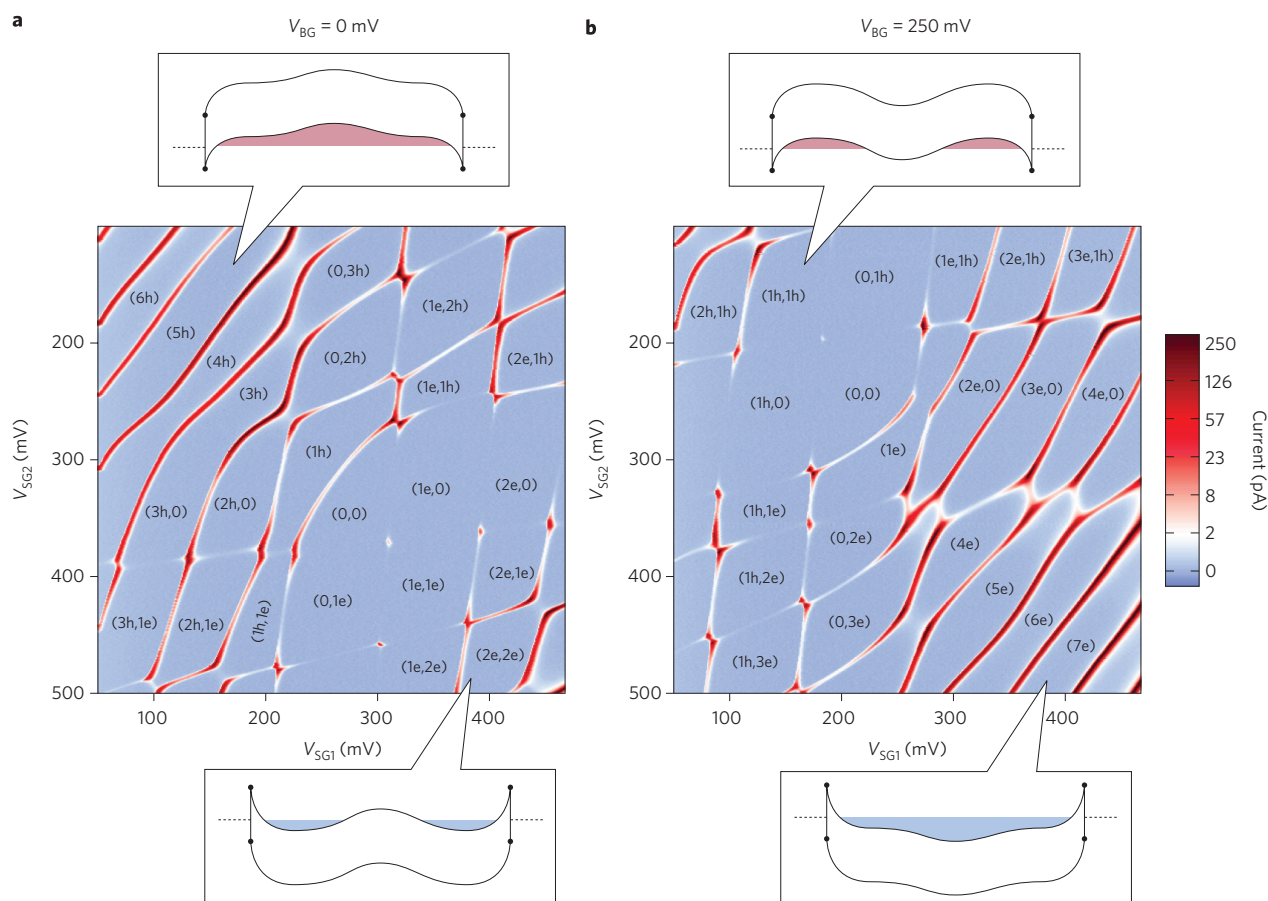 a
V_BG = 0 mV
b
V_BG = 250 mV
(6h)
(5h)
(4h)
(3h)
(0,3h)
(1e,2h)
(0,2h)
(2e,1h)
(1e,1h)
(1h)
(3h,0)
(2h,0)
(1e,0)
(2e,0)
(0,0)
(3h,1e)
(2h,1e)
(1h,1e)
(0,1e)
(1e,1e)
(2e,1e)
(1e,2e)
(2e,2e)
200
300
400
500
V_SG2 (mV)
100
200
300
400
V_SG1 (mV)
(2h,1h)
(1h,1h)
(0,1h)
(1e,1h)
(2e,1h)
(3e,1h)
(1h,0)
(0,0)
(2e,0)
(3e,0)
(4e,0)
(1e)
(1h,1e)
(0,2e)
(4e)
(1h,2e)
(5e)
(0,3e)
(6e)
(1h,3e)
(7e)
200
300
400
500
V_SG2 (mV)
100
200
300
400
V_SG1 (mV)
250
126
57
23
8
2
0
Current (pA)